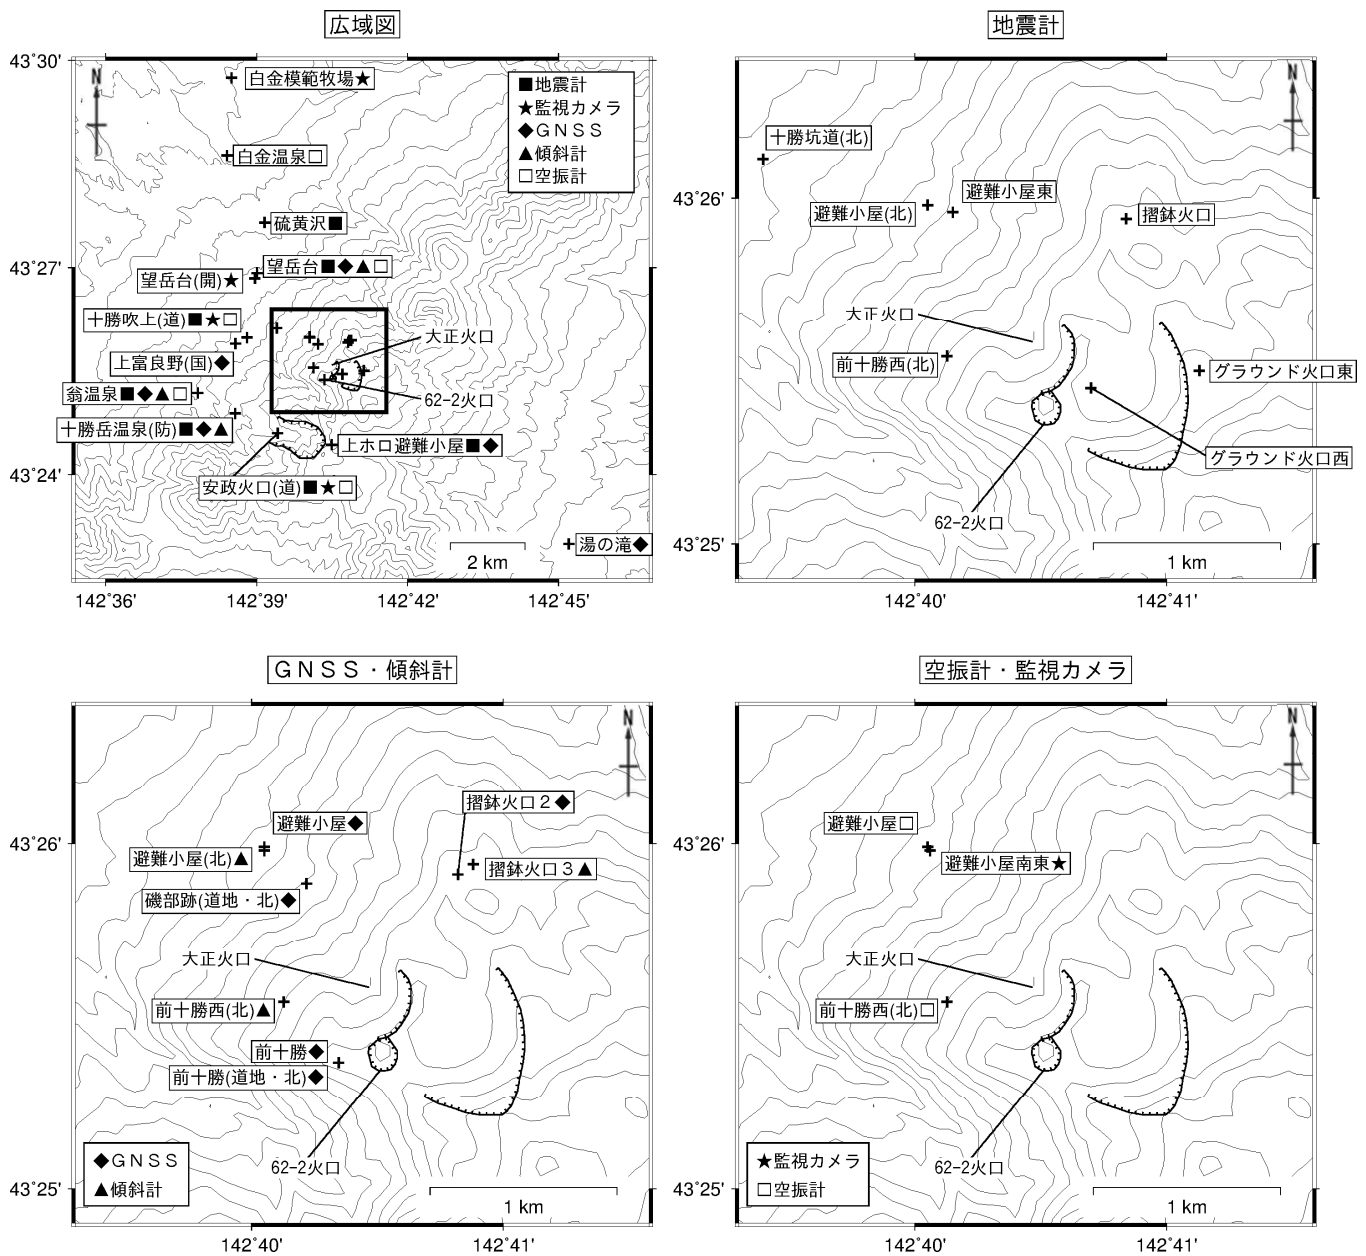 広域図
43°30'
43°27'
43°24'
142°36'
142°39'
142°42'
142°45'
N
白金模範牧場★
■地震計
★監視カメラ
◆ＧＮＳＳ
▲傾斜計
□空振計
白金温泉□
硫黄沢■
望岳台■◆▲□
望岳台(開)★
十勝吹上(道)■★□
大正火口
上富良野(国)◆
翁温泉■◆▲□
62-2火口
十勝岳温泉(防)■◆▲
上ホロ避難小屋■◆
安政火口(道)■★□
湯の滝◆
2 km
地震計
N
十勝坑道(北)
43°26'
避難小屋東
避難小屋(北)
摺鉢火口
大正火口
前十勝西(北)
グラウンド火口東
グラウンド火口西
62-2火口
43°25'
1 km
142°40'
142°41'
ＧＮＳＳ・傾斜計
N
摺鉢火口２◆
避難小屋◆
43°26'
避難小屋(北)▲
摺鉢火口３▲
磯部跡(道地・北)◆
大正火口
前十勝西(北)▲
前十勝◆
前十勝(道地・北)◆
62-2火口
◆ＧＮＳＳ
▲傾斜計
43°25'
1 km
142°40'
142°41'
空振計・監視カメラ
N
避難小屋□
43°26'
避難小屋南東★
大正火口
前十勝西(北)□
62-2火口
★監視カメラ
□空振計
43°25'
1 km
142°40'
142°41'